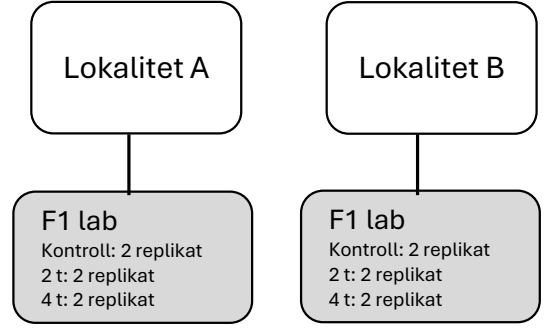 Lokalitet A
Lokalitet B
F1 lab
Kontroll: 2 replikat
2 t: 2 replikat
4 t: 2 replikat
F1 lab
Kontroll: 2 replikat
2 t: 2 replikat
4 t: 2 replikat